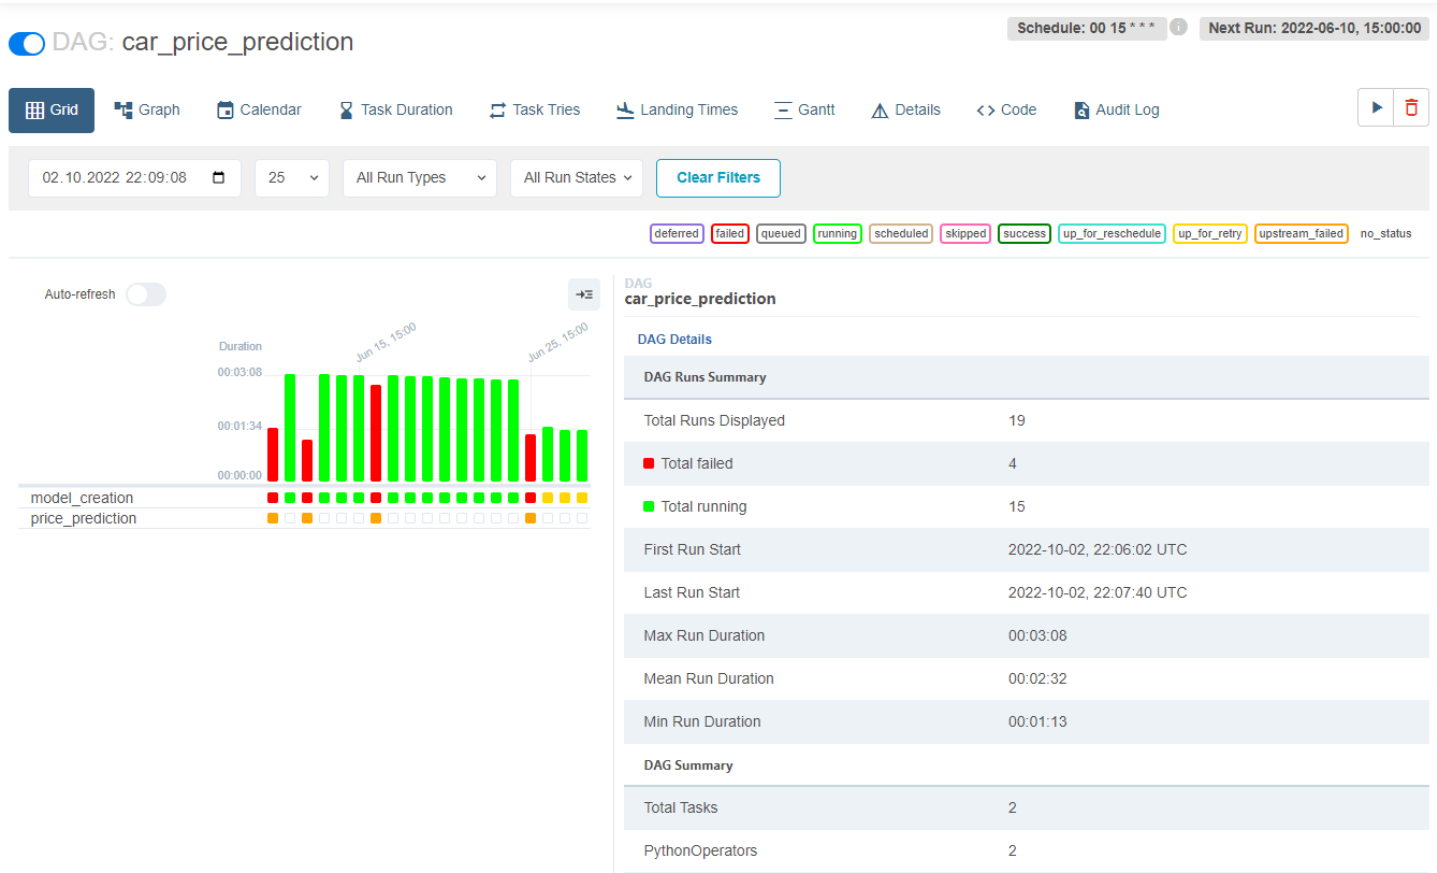 DAG: car_price_prediction
Schedule: 00 15 * * *
Next Run: 2022-06-10, 15:00:00
Grid
Graph
Calendar
Task Duration
Task Tries
Landing Times
Gantt
Details
Code
Audit Log
02.10.2022 22:09:08
25
All Run Types
All Run States
Clear Filters
deferred
failed
queued
running
scheduled
skipped
success
up_for_reschedule
up_for_retry
upstream_failed
no_status
Auto-refresh
Duration
Jun 15, 15:00
Jun 25, 15:00
00:03:08
00:01:34
00:00:00
model_creation
price_prediction
DAG
car_price_prediction
DAG Details
DAG Runs Summary
Total Runs Displayed 19
Total failed 4
Total running 15
First Run Start 2022-10-02, 22:06:02 UTC
Last Run Start 2022-10-02, 22:07:40 UTC
Max Run Duration 00:03:08
Mean Run Duration 00:02:32
Min Run Duration 00:01:13
DAG Summary
Total Tasks 2
PythonOperators 2